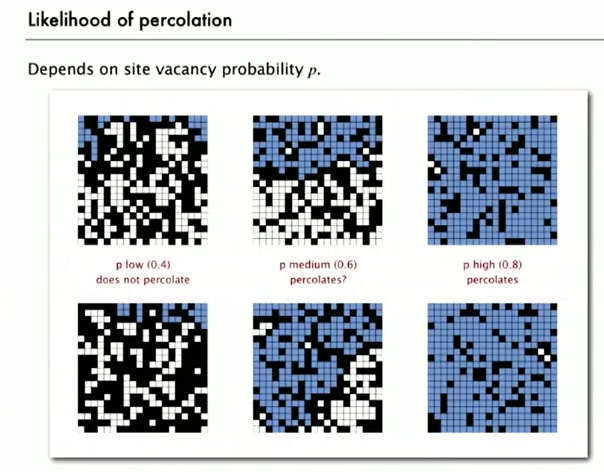 Likelihood of percolation
Depends on site vacancy probability p.
p low (0.4)
does not percolate
p medium (0.6)
percolates?
p high (0.8)
percolates